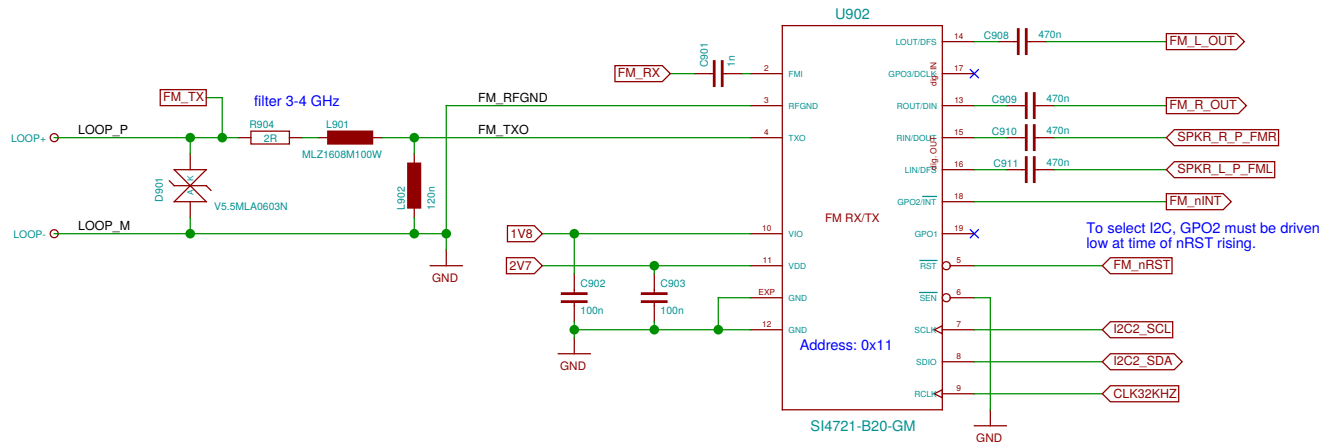 U902
LOUT/DFS 14 C908 470n FM_L_OUT
C901
1n
FM_RX 2 FMI
GPO3/DCLK 17
dig. IN
FM_TX
filter 3-4 GHz
FM_RFGND 3 RFGND
ROUT/DIN 13 C909 470n FM_R_OUT
LOOP+ LOOP_P
R904
2R
L901
MLZ1608M100W
FM_TXO 4 TXO
RIN/DOUT 15 C910 470n SPKR_R_P_FMR
dig. OUT
LIN/DFS 16 C911 470n SPKR_L_P_FML
D901
A K
V5.5MLA0603N
L902
120n
FM RX/TX
GPO2/INT 18 FM_nINT
LOOP- LOOP_M
GND
1V8 10 VIO
GPO1 19
To select I2C, GPO2 must be driven
low at time of nRST rising.
2V7 11 VDD
RST 5 FM_nRST
C902
100n
C903
100n
EXP GND
SEN 6
12 GND
SCLK 7 I2C2_SCL
GND
Address: 0x11
SDIO 8 I2C2_SDA
RCLK 9 CLK32KHZ
SI4721-B20-GM
GND